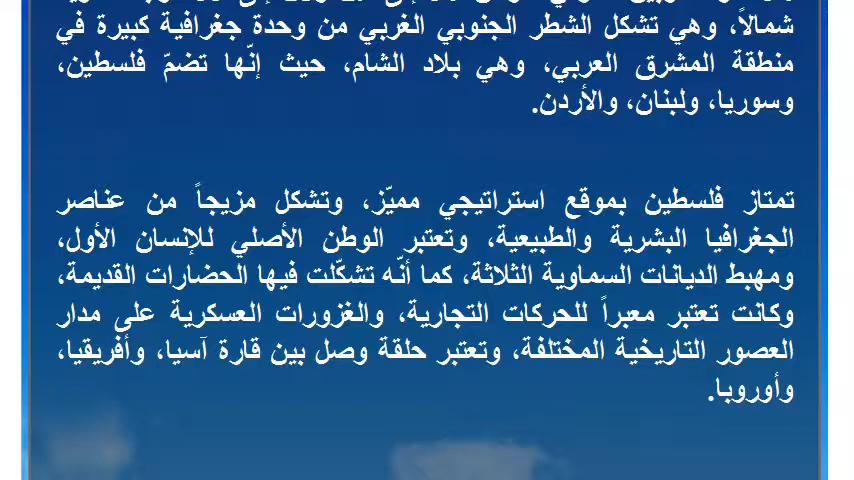 شمالاً، وهي تشكل الشطر الجنوبي الغربي من وحدة جغرافية كبيرة في
منطقة المشرق العربي، وهي بلاد الشام، حيث إنّها تضمّ فلسطين،
وسوريا، ولبنان، والأردن.
تمتاز فلسطين بموقع استراتيجي مميّز، وتشكل مزيجاً من عناصر
الجغرافيا البشرية والطبيعية، وتعتبر الوطن الأصلي للإنسان الأول،
ومهبط الديانات السماوية الثلاثة، كما أنّه تشكّلت فيها الحضارات القديمة،
وكانت تعتبر معبراً للحركات التجارية، والغزورات العسكرية على مدار
العصور التاريخية المختلفة، وتعتبر حلقة وصل بين قارة آسيا، وأفريقيا،
وأوروبا.